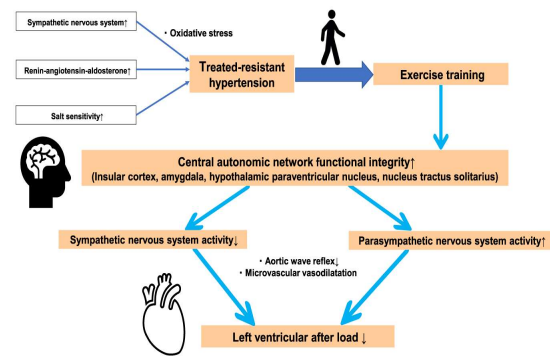 Sympathetic nervous system↑
・Oxidative stress
Renin-angiotensin-aldosterone↑
Salt sensitivity↑
Treated-resistant
hypertension
Exercise training
Central autonomic network functional integrity↑
(Insular cortex, amygdala, hypothalamic paraventricular nucleus, nucleus tractus solitarius)
Sympathetic nervous system activity↓
Parasympathetic nervous system activity↑
・Aortic wave reflex↓
・Microvascular vasodilatation
Left ventricular after load ↓